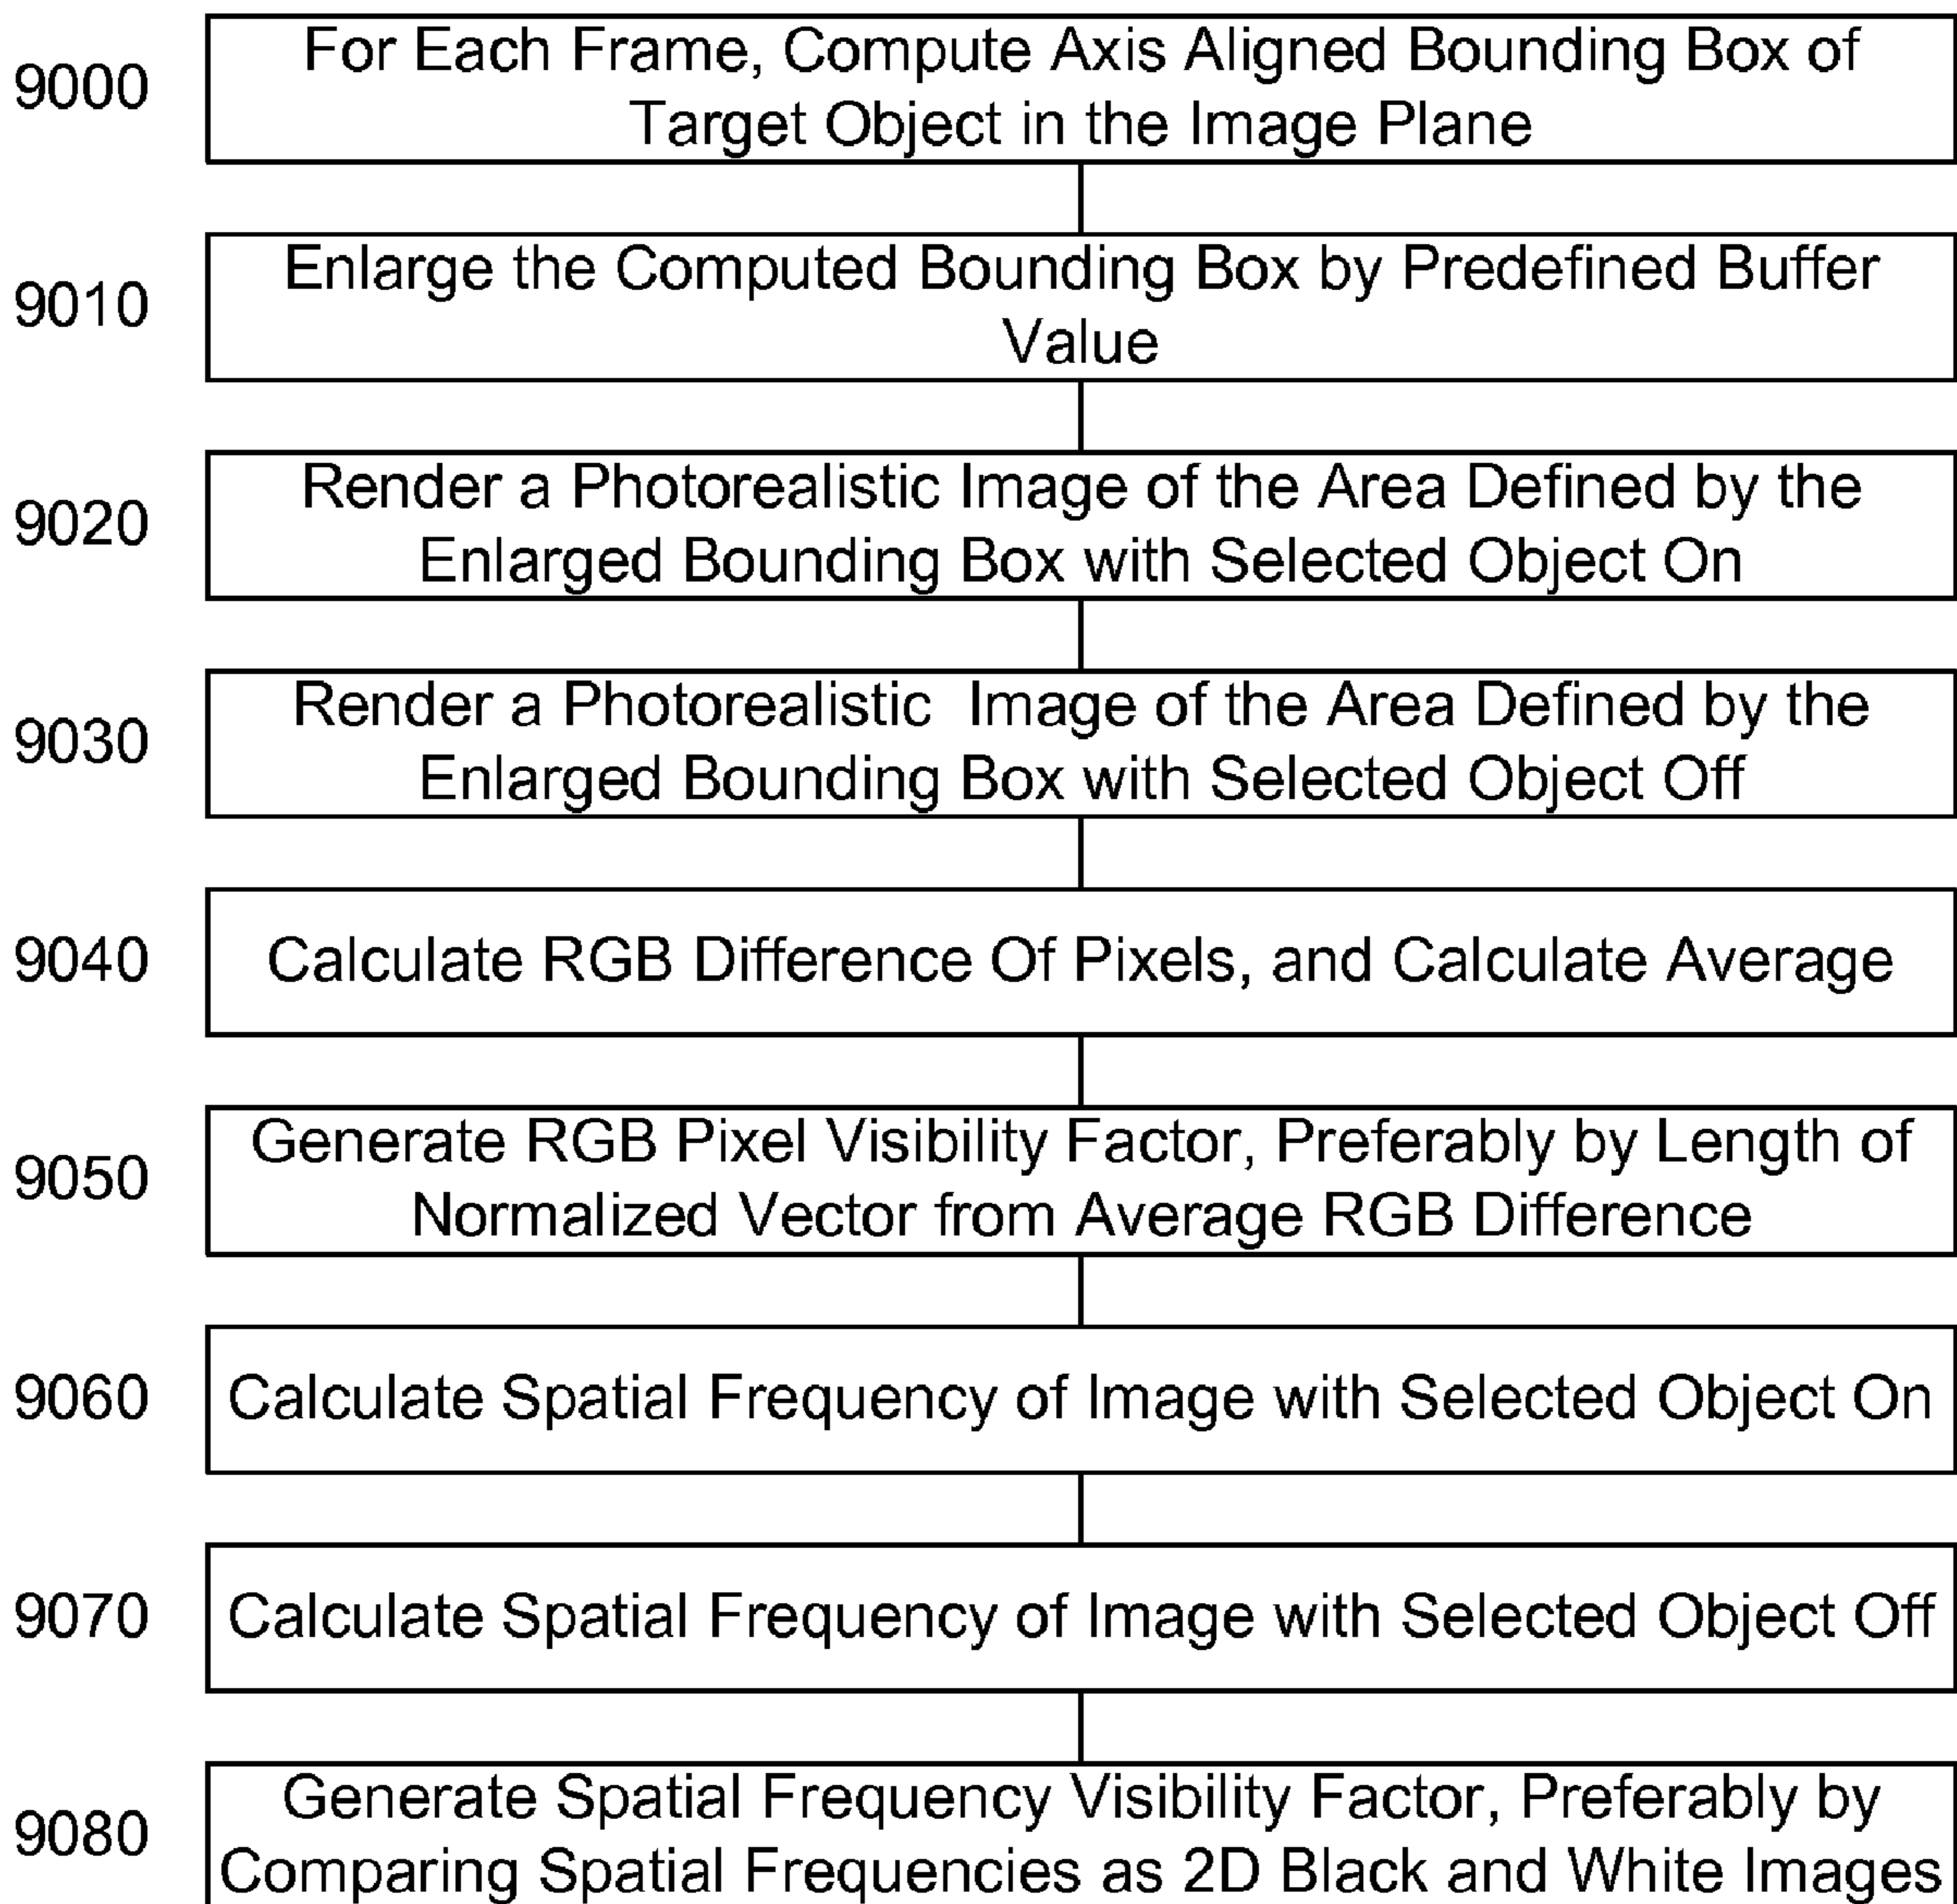 9000
For Each Frame, Compute Axis Aligned Bounding Box of
Target Object in the Image Plane
9010
Enlarge the Computed Bounding Box by Predefined Buffer
Value
9020
Render a Photorealistic Image of the Area Defined by the
Enlarged Bounding Box with Selected Object On
9030
Render a Photorealistic Image of the Area Defined by the
Enlarged Bounding Box with Selected Object Off
9040
Calculate RGB Difference Of Pixels, and Calculate Average
9050
Generate RGB Pixel Visibility Factor, Preferably by Length of
Normalized Vector from Average RGB Difference
9060
Calculate Spatial Frequency of Image with Selected Object On
9070
Calculate Spatial Frequency of Image with Selected Object Off
9080
Generate Spatial Frequency Visibility Factor, Preferably by
Comparing Spatial Frequencies as 2D Black and White Images